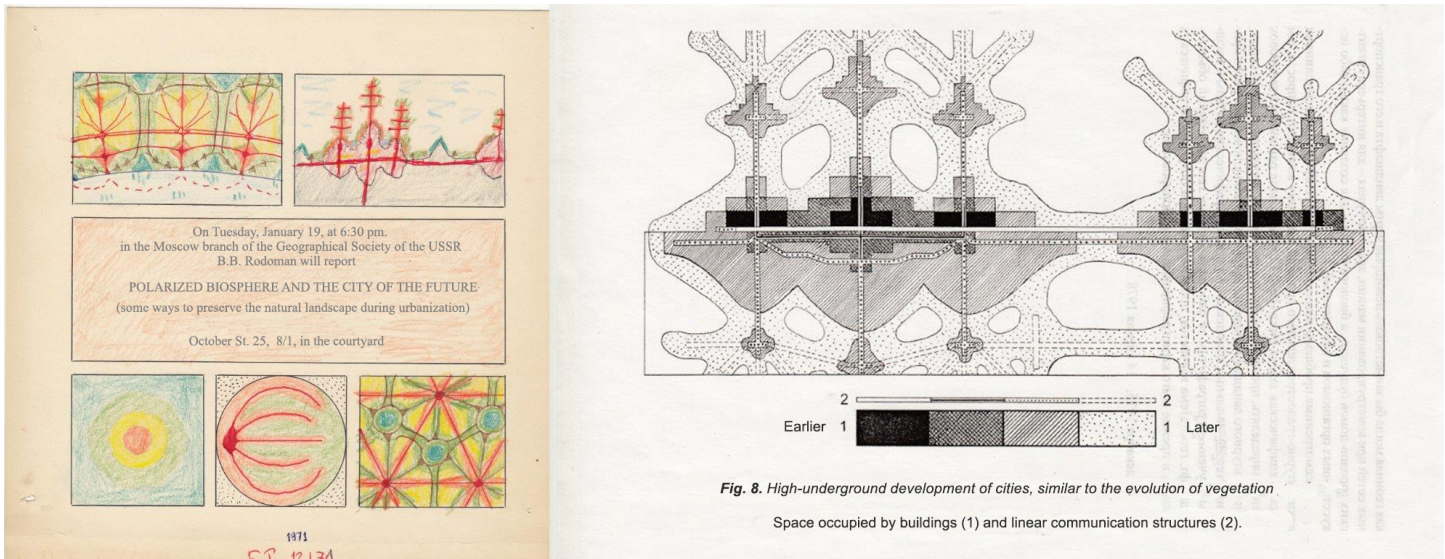 On Tuesday, January 19, at 6:30 pm.
in the Moscow branch of the Geographical Society of the USSR
B.B. Rodoman will report
POLARIZED BIOSPHERE AND THE CITY OF THE FUTURE
(some ways to preserve the natural landscape during urbanization)
October St. 25, 8/1, in the courtyard
1971
2 2
Earlier 1 1 Later
Fig. 8. High-underground development of cities, similar to the evolution of vegetation
Space occupied by buildings (1) and linear communication structures (2).